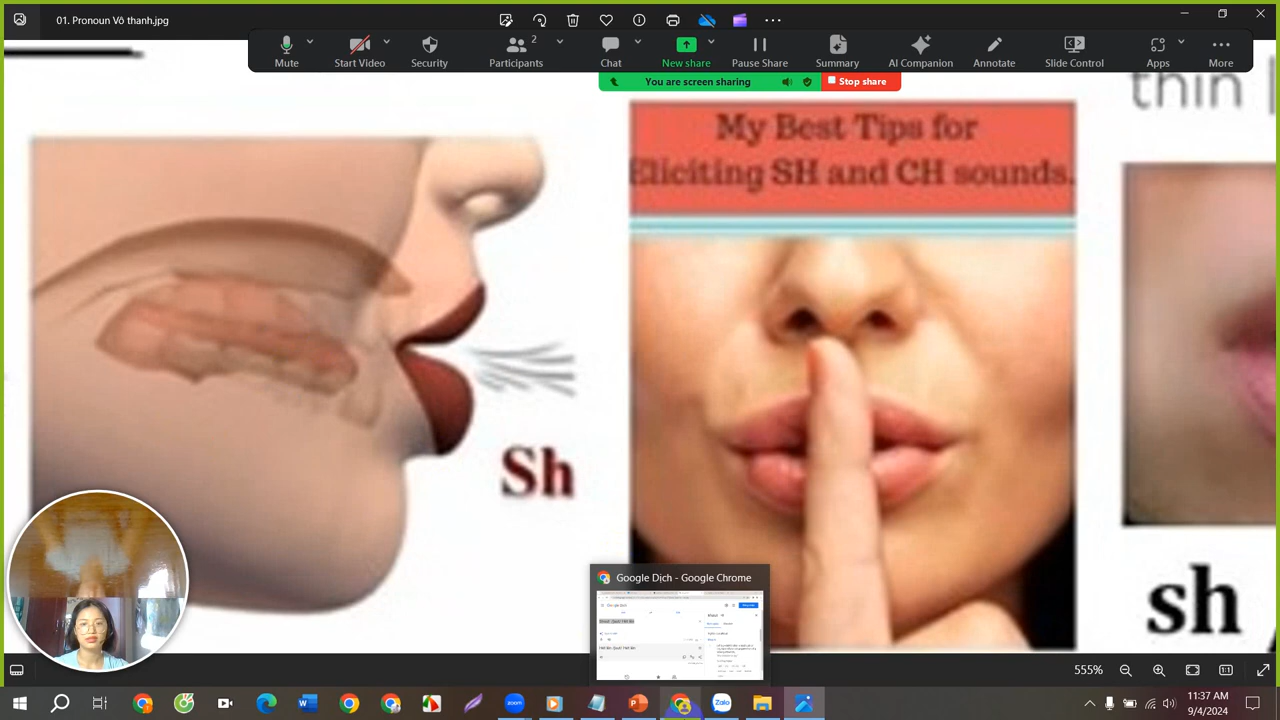 01. Pronoun Vô thanh.jpg
Mute
Start Video
Security
2
Participants
Chat
New share
Pause Share
Summary
AI Companion
Annotate
Slide Control
Apps
More
You are screen sharing
Stop share
thin
My Best Tips for
Eliciting SH and CH sounds.
Sh
sh
Google Dịch - Google Chrome
zoom
Zalo
11:37 AM
9/4/2024